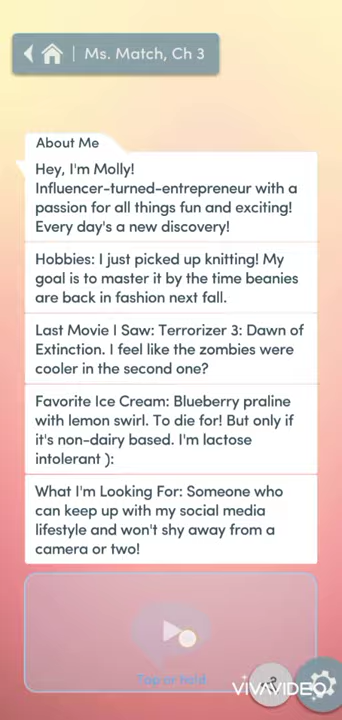 Ms. Match, Ch 3
About Me
Hey, I'm Molly!
Influencer-turned-entrepreneur with a
passion for all things fun and exciting!
Every day's a new discovery!
Hobbies: I just picked up knitting! My
goal is to master it by the time beanies
are back in fashion next fall.
Last Movie I Saw: Terrorizer 3: Dawn of
Extinction. I feel like the zombies were
cooler in the second one?
Favorite Ice Cream: Blueberry praline
with lemon swirl. To die for! But only if
it's non-dairy based. I'm lactose
intolerant ):
What I'm Looking For: Someone who
can keep up with my social media
lifestyle and won't shy away from a
camera or two!
Tap or hold
VIVAVIDEO